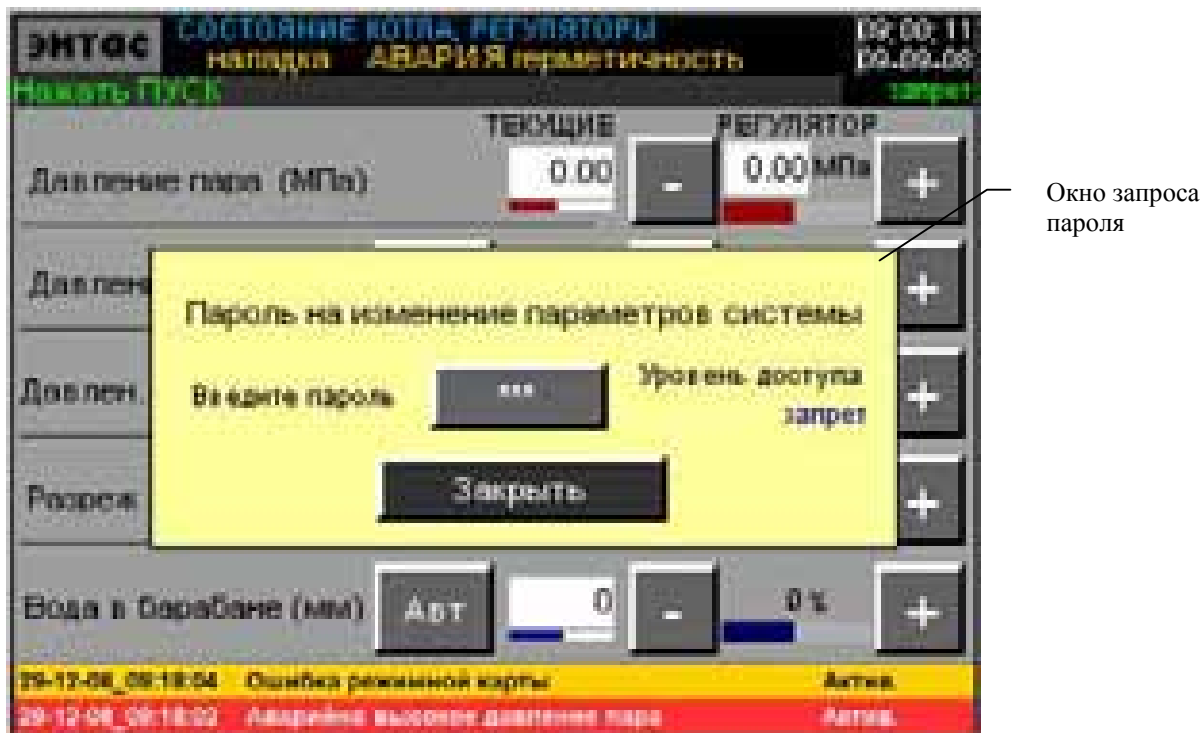 энтас СОСТОЯНИЕ КОТЛА, РЕГУЛЯТОРЫ 09:00:11
наладка АВАРИЯ герметичность 09.09.08
Нажать ПУСК запрет
ТЕКУЩИЕ РЕГУЛЯТОР
Давление пара (МПа) 0.00 - 0.00 МПа +
Окно запроса
пароля
Давлен +
Пароль на изменение параметров системы
Давлен. Введите пароль *** Уровень доступа +
запрет
Разреж Закрыть +
Вода в барабане (мм) Авт 0 - 0 % +
29-12-08_09:18:04 Ошибка режимной карты Актив.
29-12-08_09:18:02 Аварийно высокое давление пара Актив.